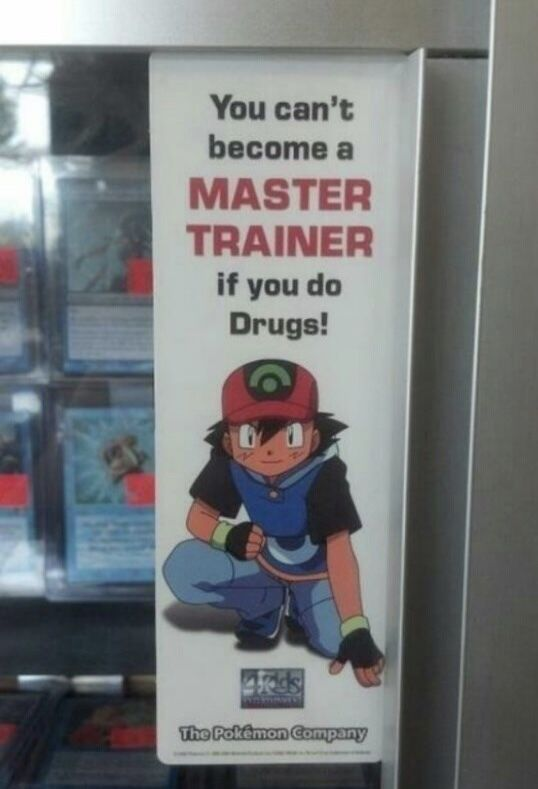 You can't
become a
MASTER
TRAINER
if you do
Drugs!
4Kids
The Pokémon Company